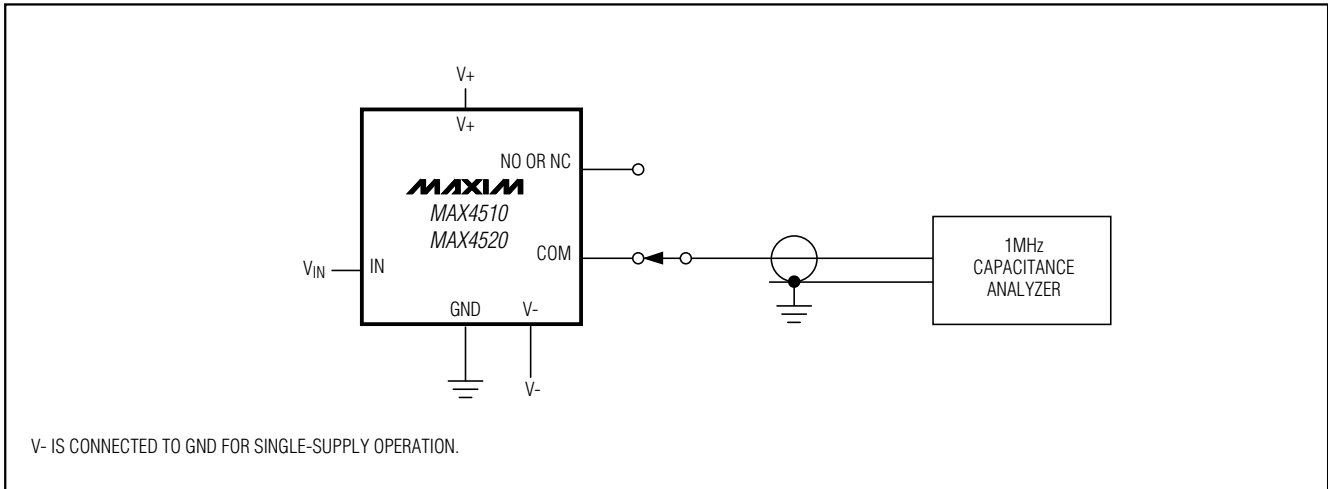 V+
V+
NO OR NC
MAXIM
MAX4510
MAX4520
COM
VIN
IN
GND
V-
V-
1MHz
CAPACITANCE
ANALYZER
V- IS CONNECTED TO GND FOR SINGLE-SUPPLY OPERATION.